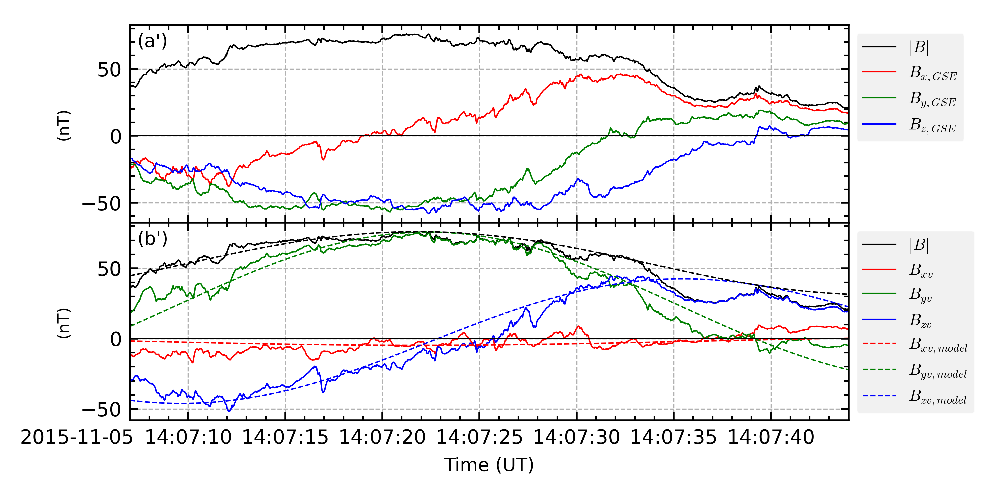 (a')
50
0
−50
(nT)
|B|
B_{x, GSE}
B_{y, GSE}
B_{z, GSE}
(b')
50
0
−50
(nT)
|B|
B_{xv}
B_{yv}
B_{zv}
B_{xv, model}
B_{yv, model}
B_{zv, model}
2015-11-05 14:07:10 14:07:15 14:07:20 14:07:25 14:07:30 14:07:35 14:07:40
Time (UT)